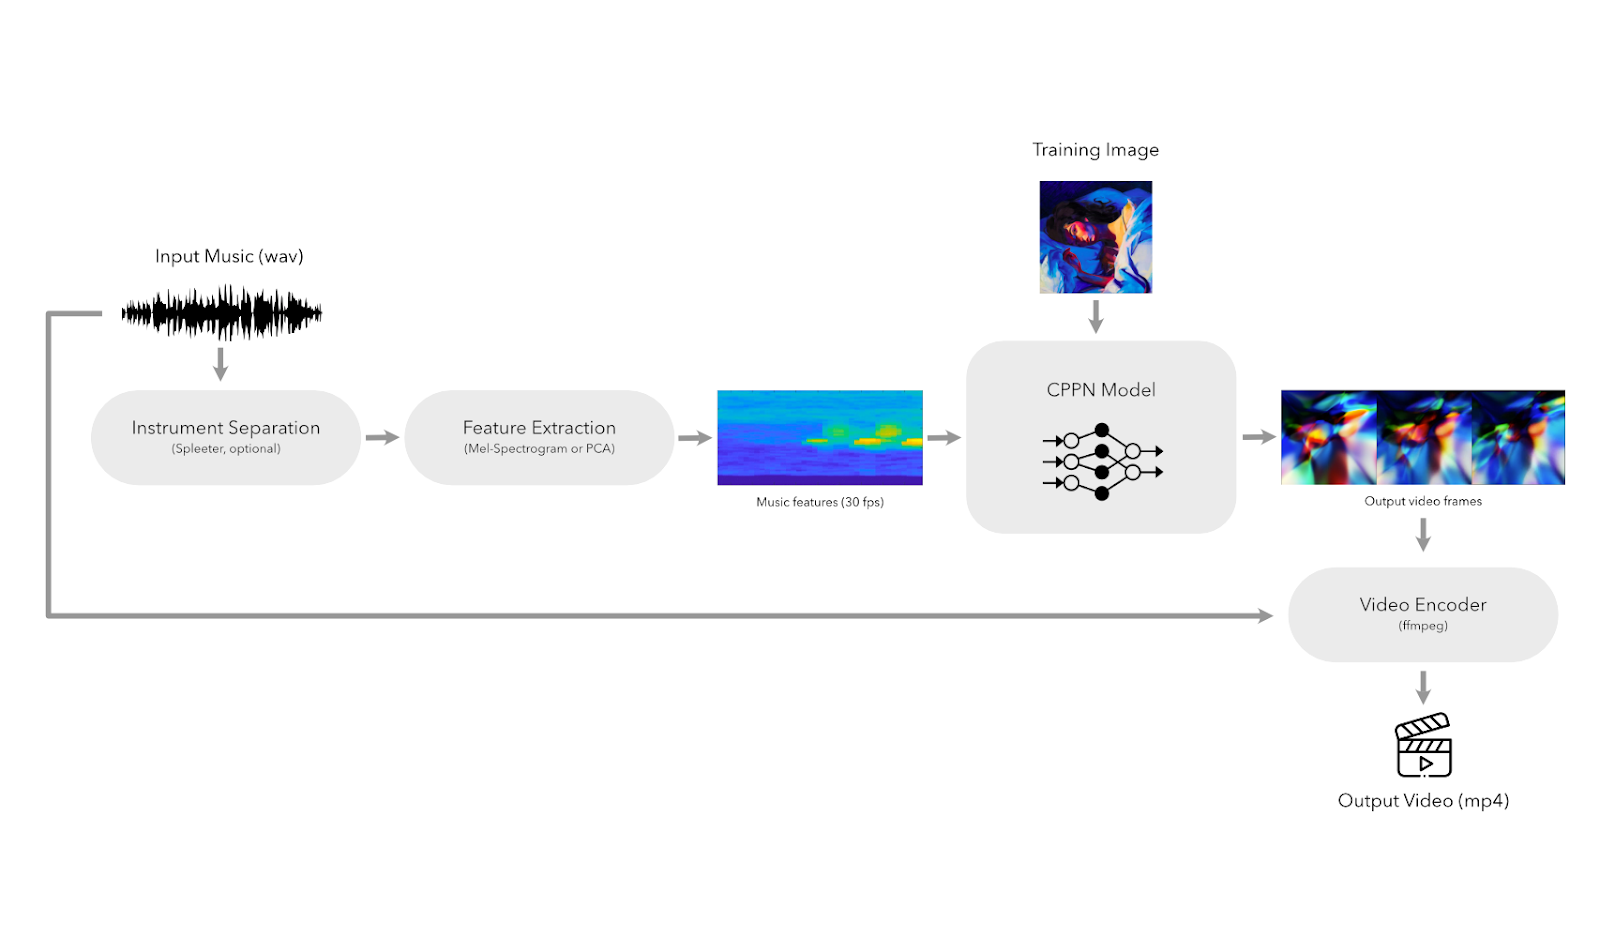 Training Image
Input Music (wav)
Instrument Separation
(Spleeter, optional)
Feature Extraction
(Mel-Spectrogram or PCA)
Music features (30 fps)
CPPN Model
Output video frames
Video Encoder
(ffmpeg)
Output Video (mp4)